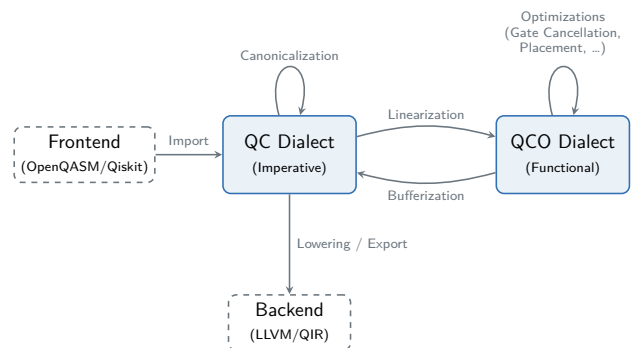 Optimizations
(Gate Cancellation,
Placement, ...)
Canonicalization
Linearization
Frontend
(OpenQASM/Qiskit)
Import
QC Dialect
(Imperative)
QCO Dialect
(Functional)
Bufferization
Lowering / Export
Backend
(LLVM/QIR)